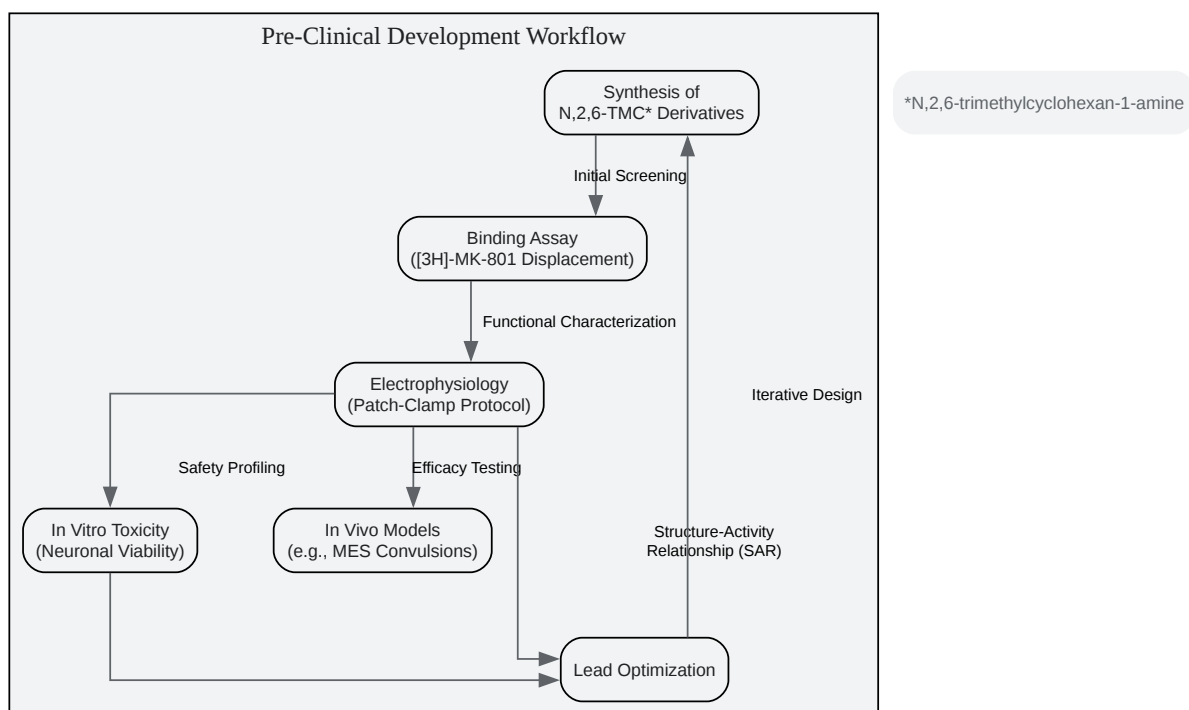 Pre-Clinical Development Workflow
Synthesis of
N,2,6-TMC* Derivatives
*N,2,6-trimethylcyclohexan-1-amine
Initial Screening
Binding Assay
([3H]-MK-801 Displacement)
Functional Characterization
Electrophysiology
(Patch-Clamp Protocol)
Iterative Design
Safety Profiling
Efficacy Testing
In Vitro Toxicity
(Neuronal Viability)
In Vivo Models
(e.g., MES Convulsions)
Structure-Activity
Relationship (SAR)
Lead Optimization